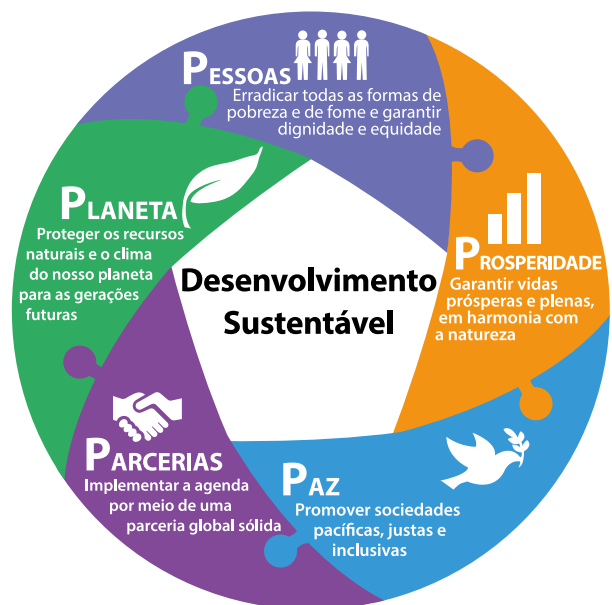 PESSOAS
Erradicar todas as formas de
pobreza e de fome e garantir
dignidade e equidade
PROSPERIDADE
Garantir vidas
prósperas e plenas,
em harmonia com
a natureza
PAZ
Promover sociedades
pacíficas, justas e
inclusivas
PARCERIAS
Implementar a agenda
por meio de uma
parceria global sólida
PLANETA
Proteger os recursos
naturais e o clima
do nosso planeta
para as gerações
futuras
Desenvolvimento
Sustentável